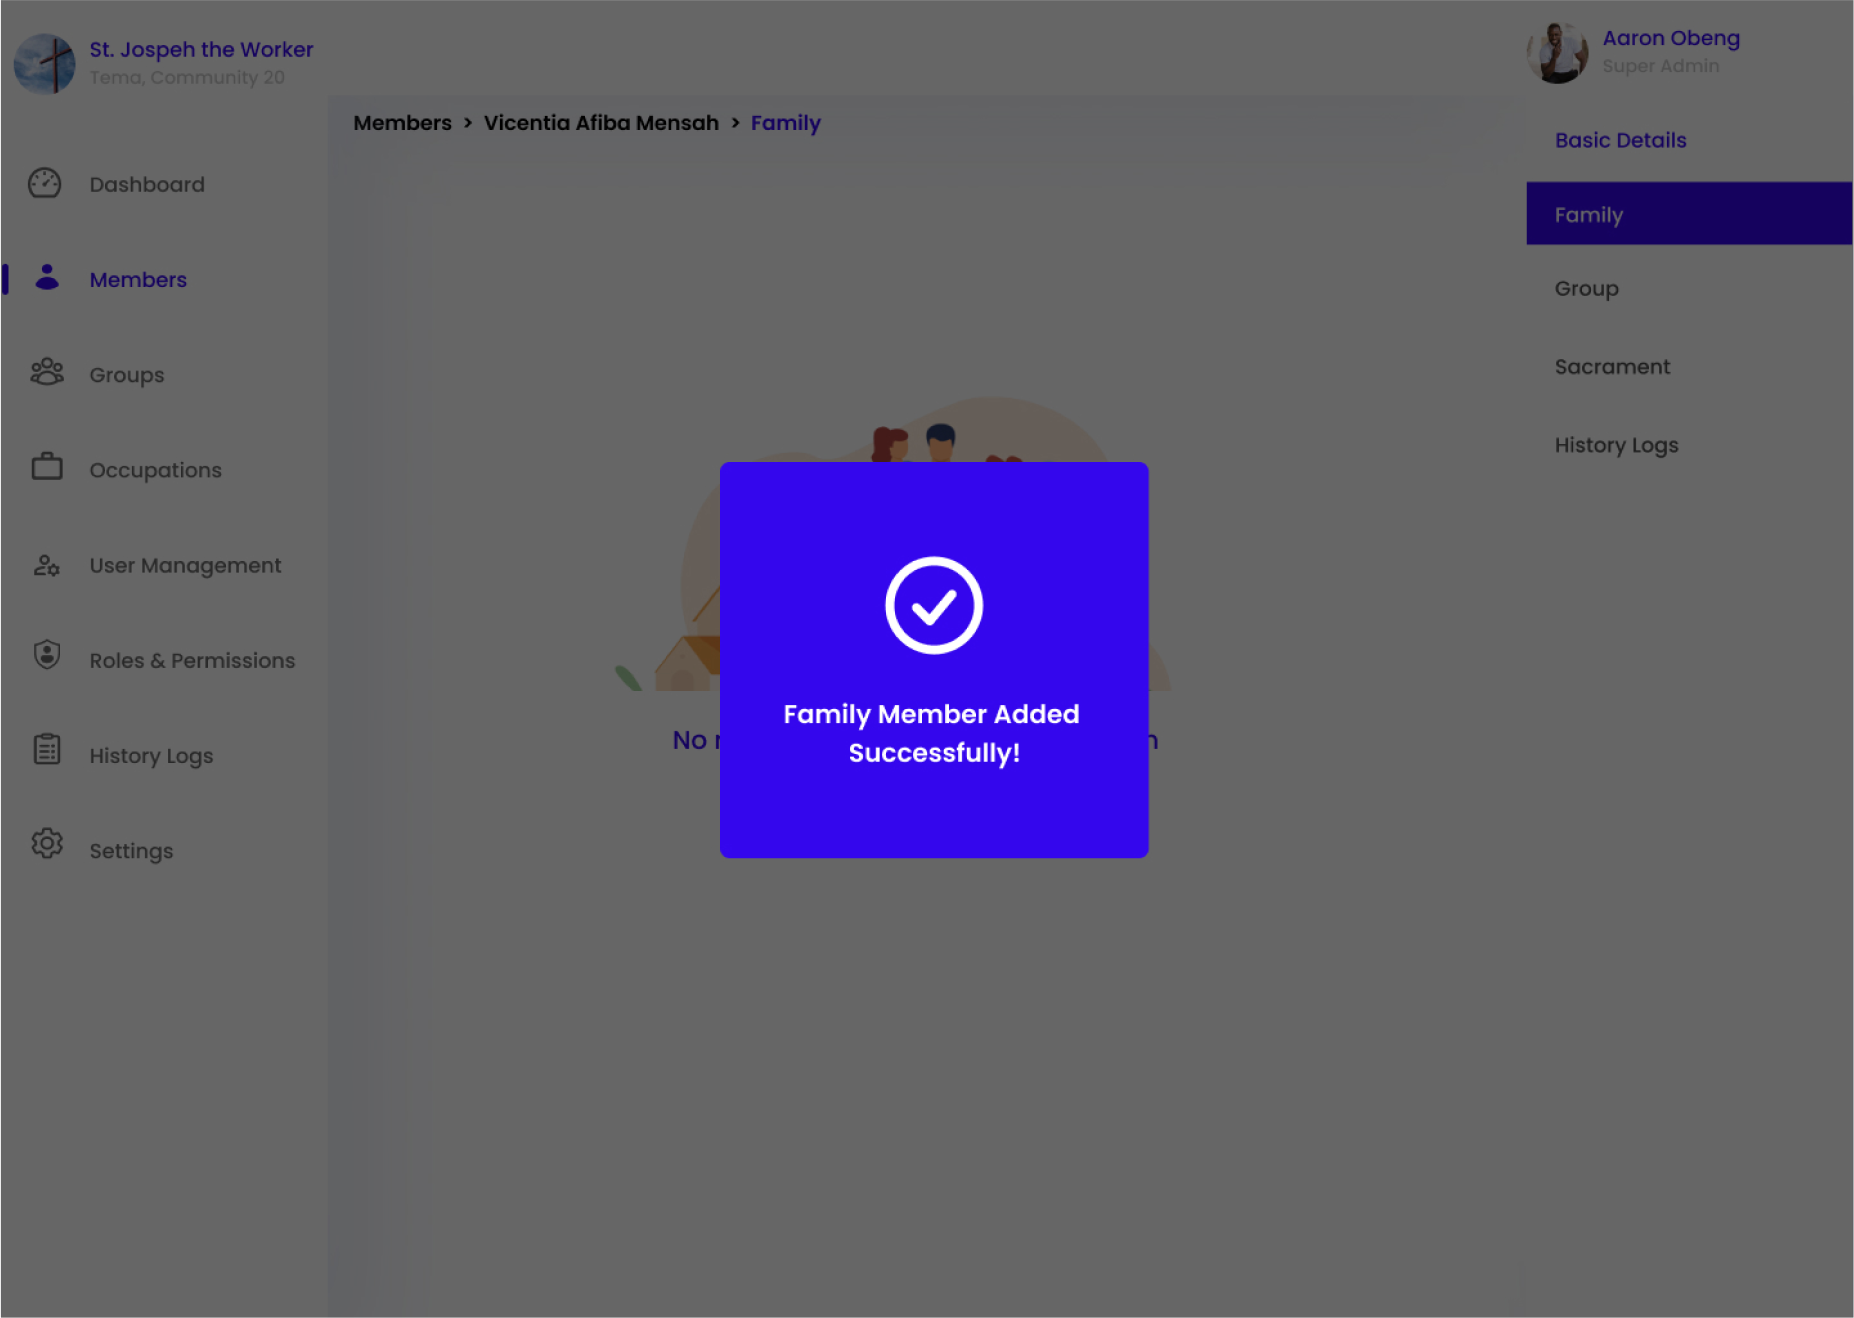 St. Jospeh the Worker
Tema, Community 20
Dashboard
Members
Groups
Occupations
User Management
Roles & Permissions
History Logs
Settings
Members > Vicentia Afiba Mensah > Family
No
Family Member Added
Successfully!
Aaron Obeng
Super Admin
Basic Details
Family
Group
Sacrament
History Logs